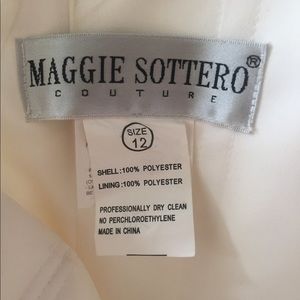 MAGGIE SOTTERO®
COUTURE
SIZE
12
SHELL:100% POLYESTER
LINING:100% POLYESTER
PROFESSIONALLY DRY CLEAN
NO PERCHLOROETHYLENE
MADE IN CHINA